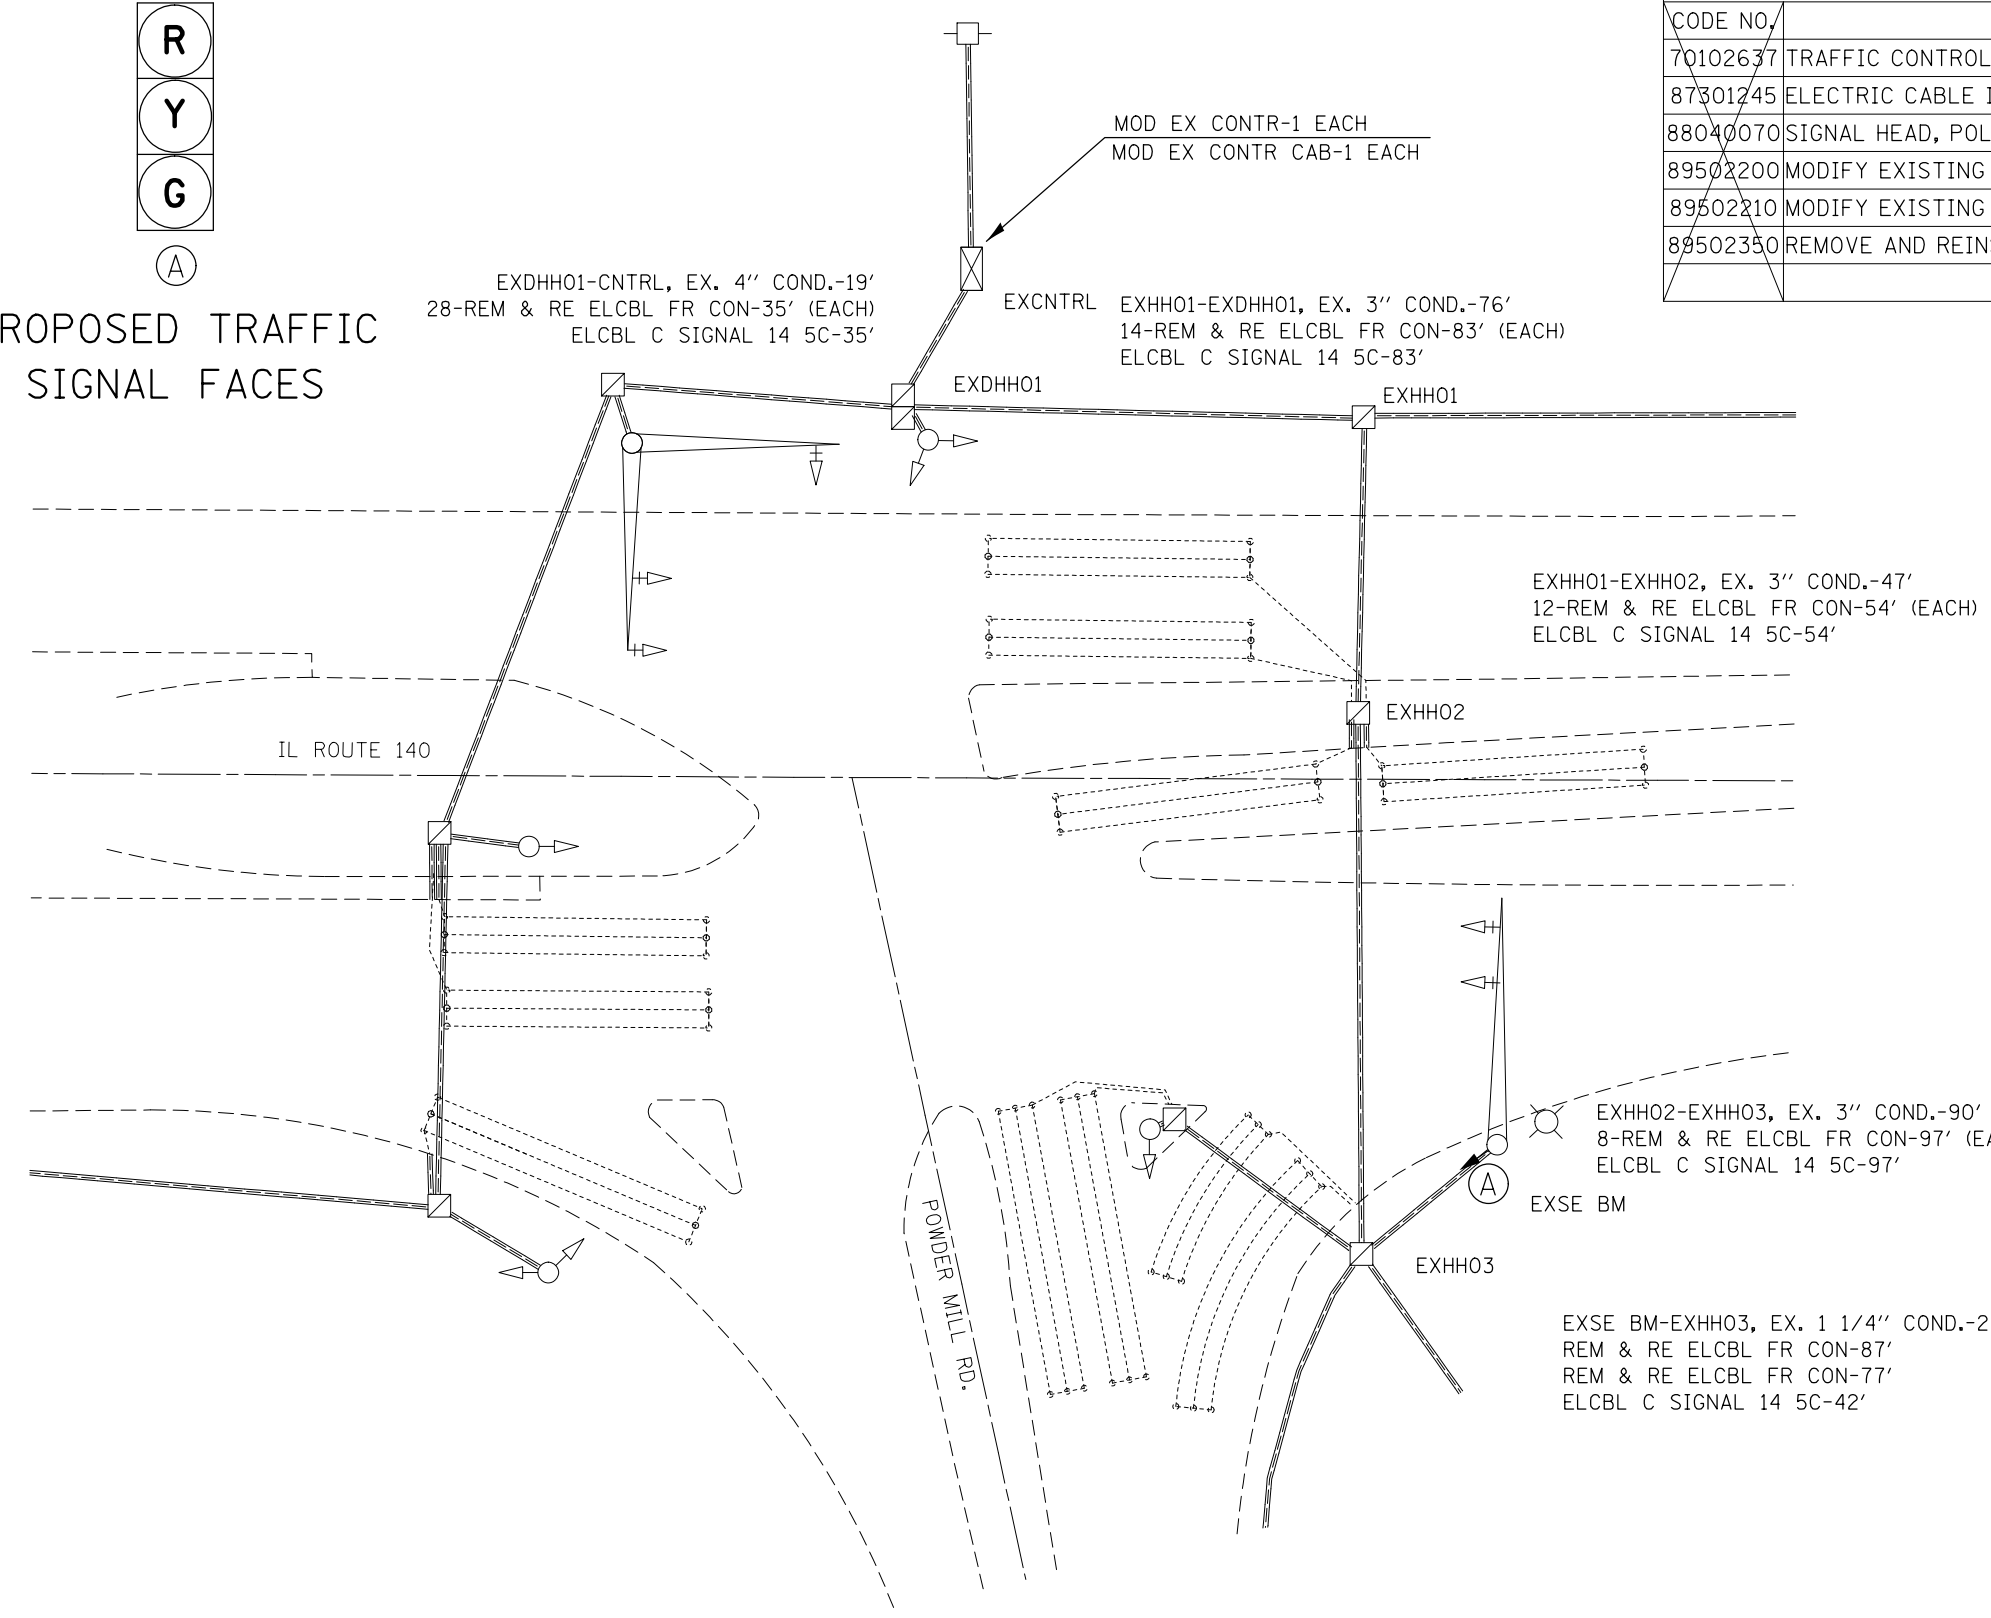 R
Y
G
A
ROPOSED TRAFFIC
SIGNAL FACES
CODE NO.
70102637 TRAFFIC CONTROL
87301245 ELECTRIC CABLE I
88040070 SIGNAL HEAD, POL
89502200 MODIFY EXISTING
89502210 MODIFY EXISTING
89502350 REMOVE AND REIN
MOD EX CONTR-1 EACH
MOD EX CONTR CAB-1 EACH
EXDHH01-CNTRL, EX. 4'' COND.-19'
28-REM & RE ELCBL FR CON-35' (EACH)
ELCBL C SIGNAL 14 5C-35'
EXCNTRL
EXHH01-EXDHH01, EX. 3'' COND.-76'
14-REM & RE ELCBL FR CON-83' (EACH)
ELCBL C SIGNAL 14 5C-83'
EXDHH01
EXHH01
EXHH01-EXHH02, EX. 3'' COND.-47'
12-REM & RE ELCBL FR CON-54' (EACH)
ELCBL C SIGNAL 14 5C-54'
EXHH02
IL ROUTE 140
EXHH02-EXHH03, EX. 3'' COND.-90'
8-REM & RE ELCBL FR CON-97' (EA
ELCBL C SIGNAL 14 5C-97'
A
EXSE BM
POWDER MILL RD.
EXHH03
EXSE BM-EXHH03, EX. 1 1/4'' COND.-2
REM & RE ELCBL FR CON-87'
REM & RE ELCBL FR CON-77'
ELCBL C SIGNAL 14 5C-42'